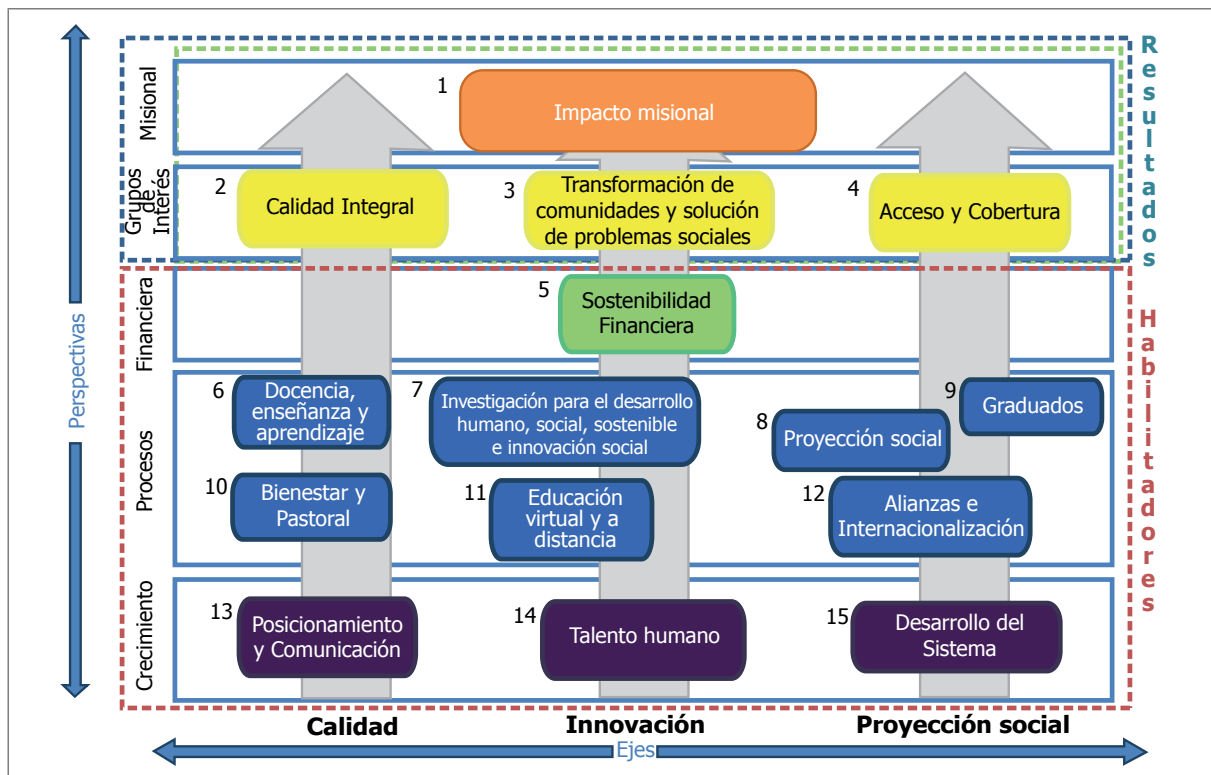 Perspectivas
Misional
1
Impacto misional
Resultados
Grupos
de
Interés
2
Calidad Integral
3
Transformación de
comunidades y solución
de problemas sociales
4
Acceso y Cobertura
Financiera
5
Sostenibilidad
Financiera
Habilitadores
Procesos
6
Docencia,
enseñanza y
aprendizaje
7
Investigación para el desarrollo
humano, social, sostenible
e innovación social
8
Proyección social
9
Graduados
10
Bienestar y
Pastoral
11
Educación
virtual y a
distancia
12
Alianzas e
Internacionalización
Crecimiento
13
Posicionamiento
y Comunicación
14
Talento humano
15
Desarrollo del
Sistema
Calidad
Innovación
Proyección social
Ejes